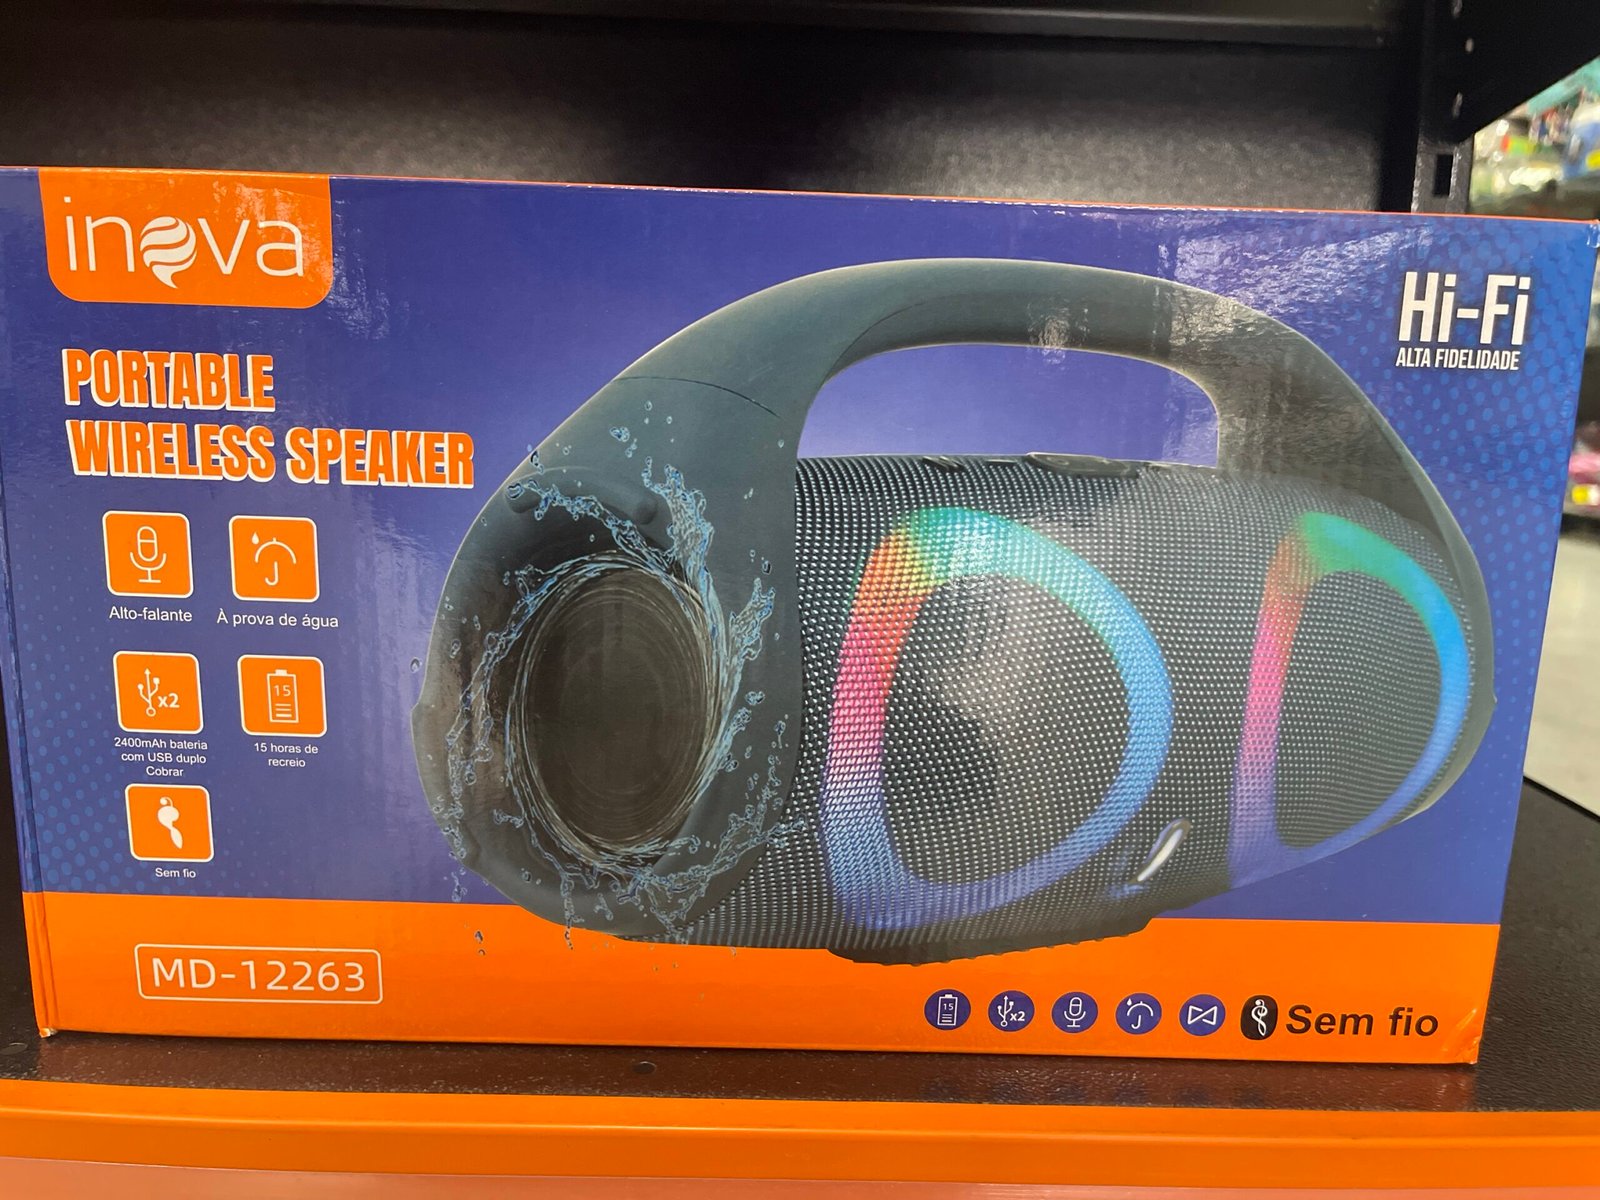 inova
Hi-Fi
ALTA FIDELIDADE
PORTABLE
WIRELESS SPEAKER
Alto-falante
À prova de água
x2
15
2400mAh bateria
com USB duplo
Cobrar
15 horas de
recreio
Sem fio
MD-12263
15
x2
Sem fio